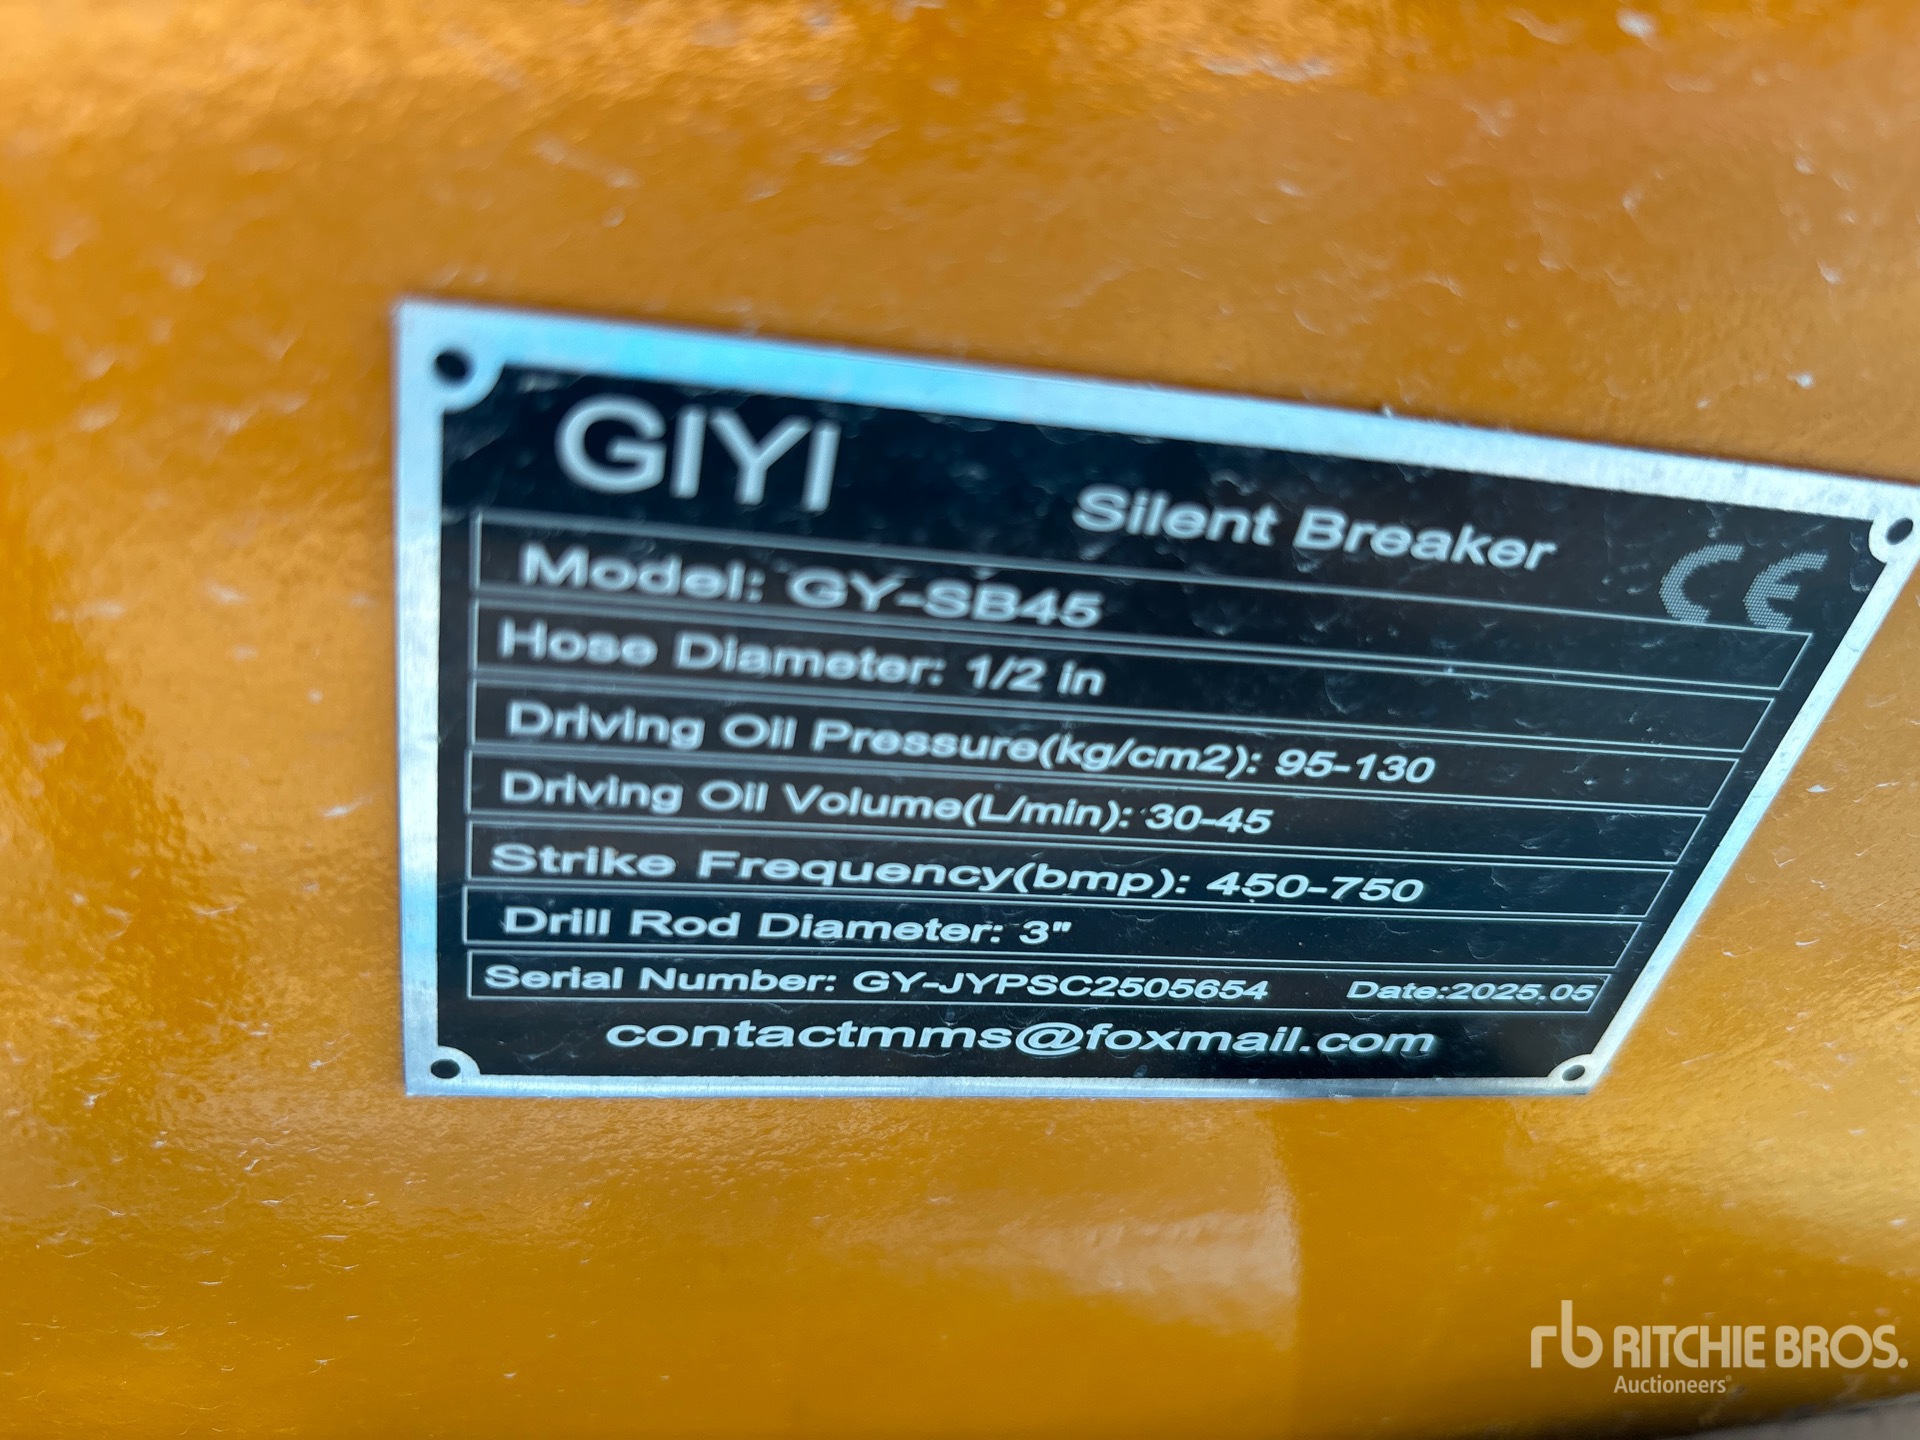 GIYI
Silent Breaker
CE
Model: GY-SB45
Hose Diameter: 1/2 in
Driving Oil Pressure(kg/cm2): 95-130
Driving Oil Volume(L/min): 30-45
Strike Frequency(bmp): 450-750
Drill Rod Diameter: 3"
Serial Number: GY-JYPSC2505654 Date:2025.05
contactmms@foxmail.com
rb RITCHIE BROS.
Auctioneers